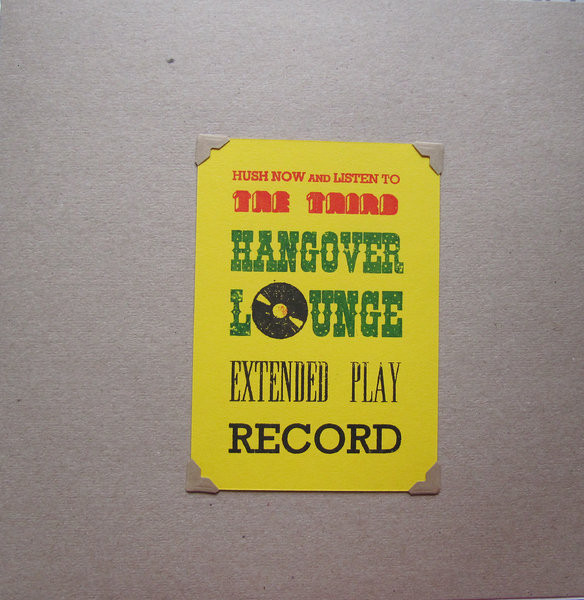 HUSH NOW AND LISTEN TO
THE THIRD
HANGOVER
LOUNGE
EXTENDED PLAY
RECORD